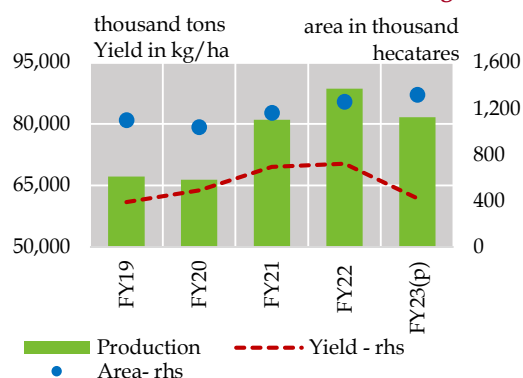 thousand tons
Yield in kg/ha
area in thousand
hecatares
95,000
80,000
65,000
50,000
1,600
1,200
800
400
0
FY19
FY20
FY21
FY22
FY23(p)
Production
Yield - rhs
Area- rhs